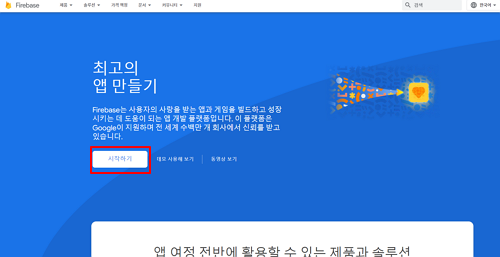 Firebase
제품 솔루션 가격 책정 문서 커뮤니티 지원
검색 한국어
최고의
앱 만들기
Firebase는 사용자의 사랑을 받는 앱과 게임을 빌드하고 성장
시키는 데 도움이 되는 앱 개발 플랫폼입니다. 이 플랫폼은
Google이 지원하며 전 세계 수백만 개 회사에서 신뢰를 받고
있습니다.
시작하기 데모 사용해 보기 동영상 보기
앱 여정 전반에 활용할 수 있는 제품과 솔루션